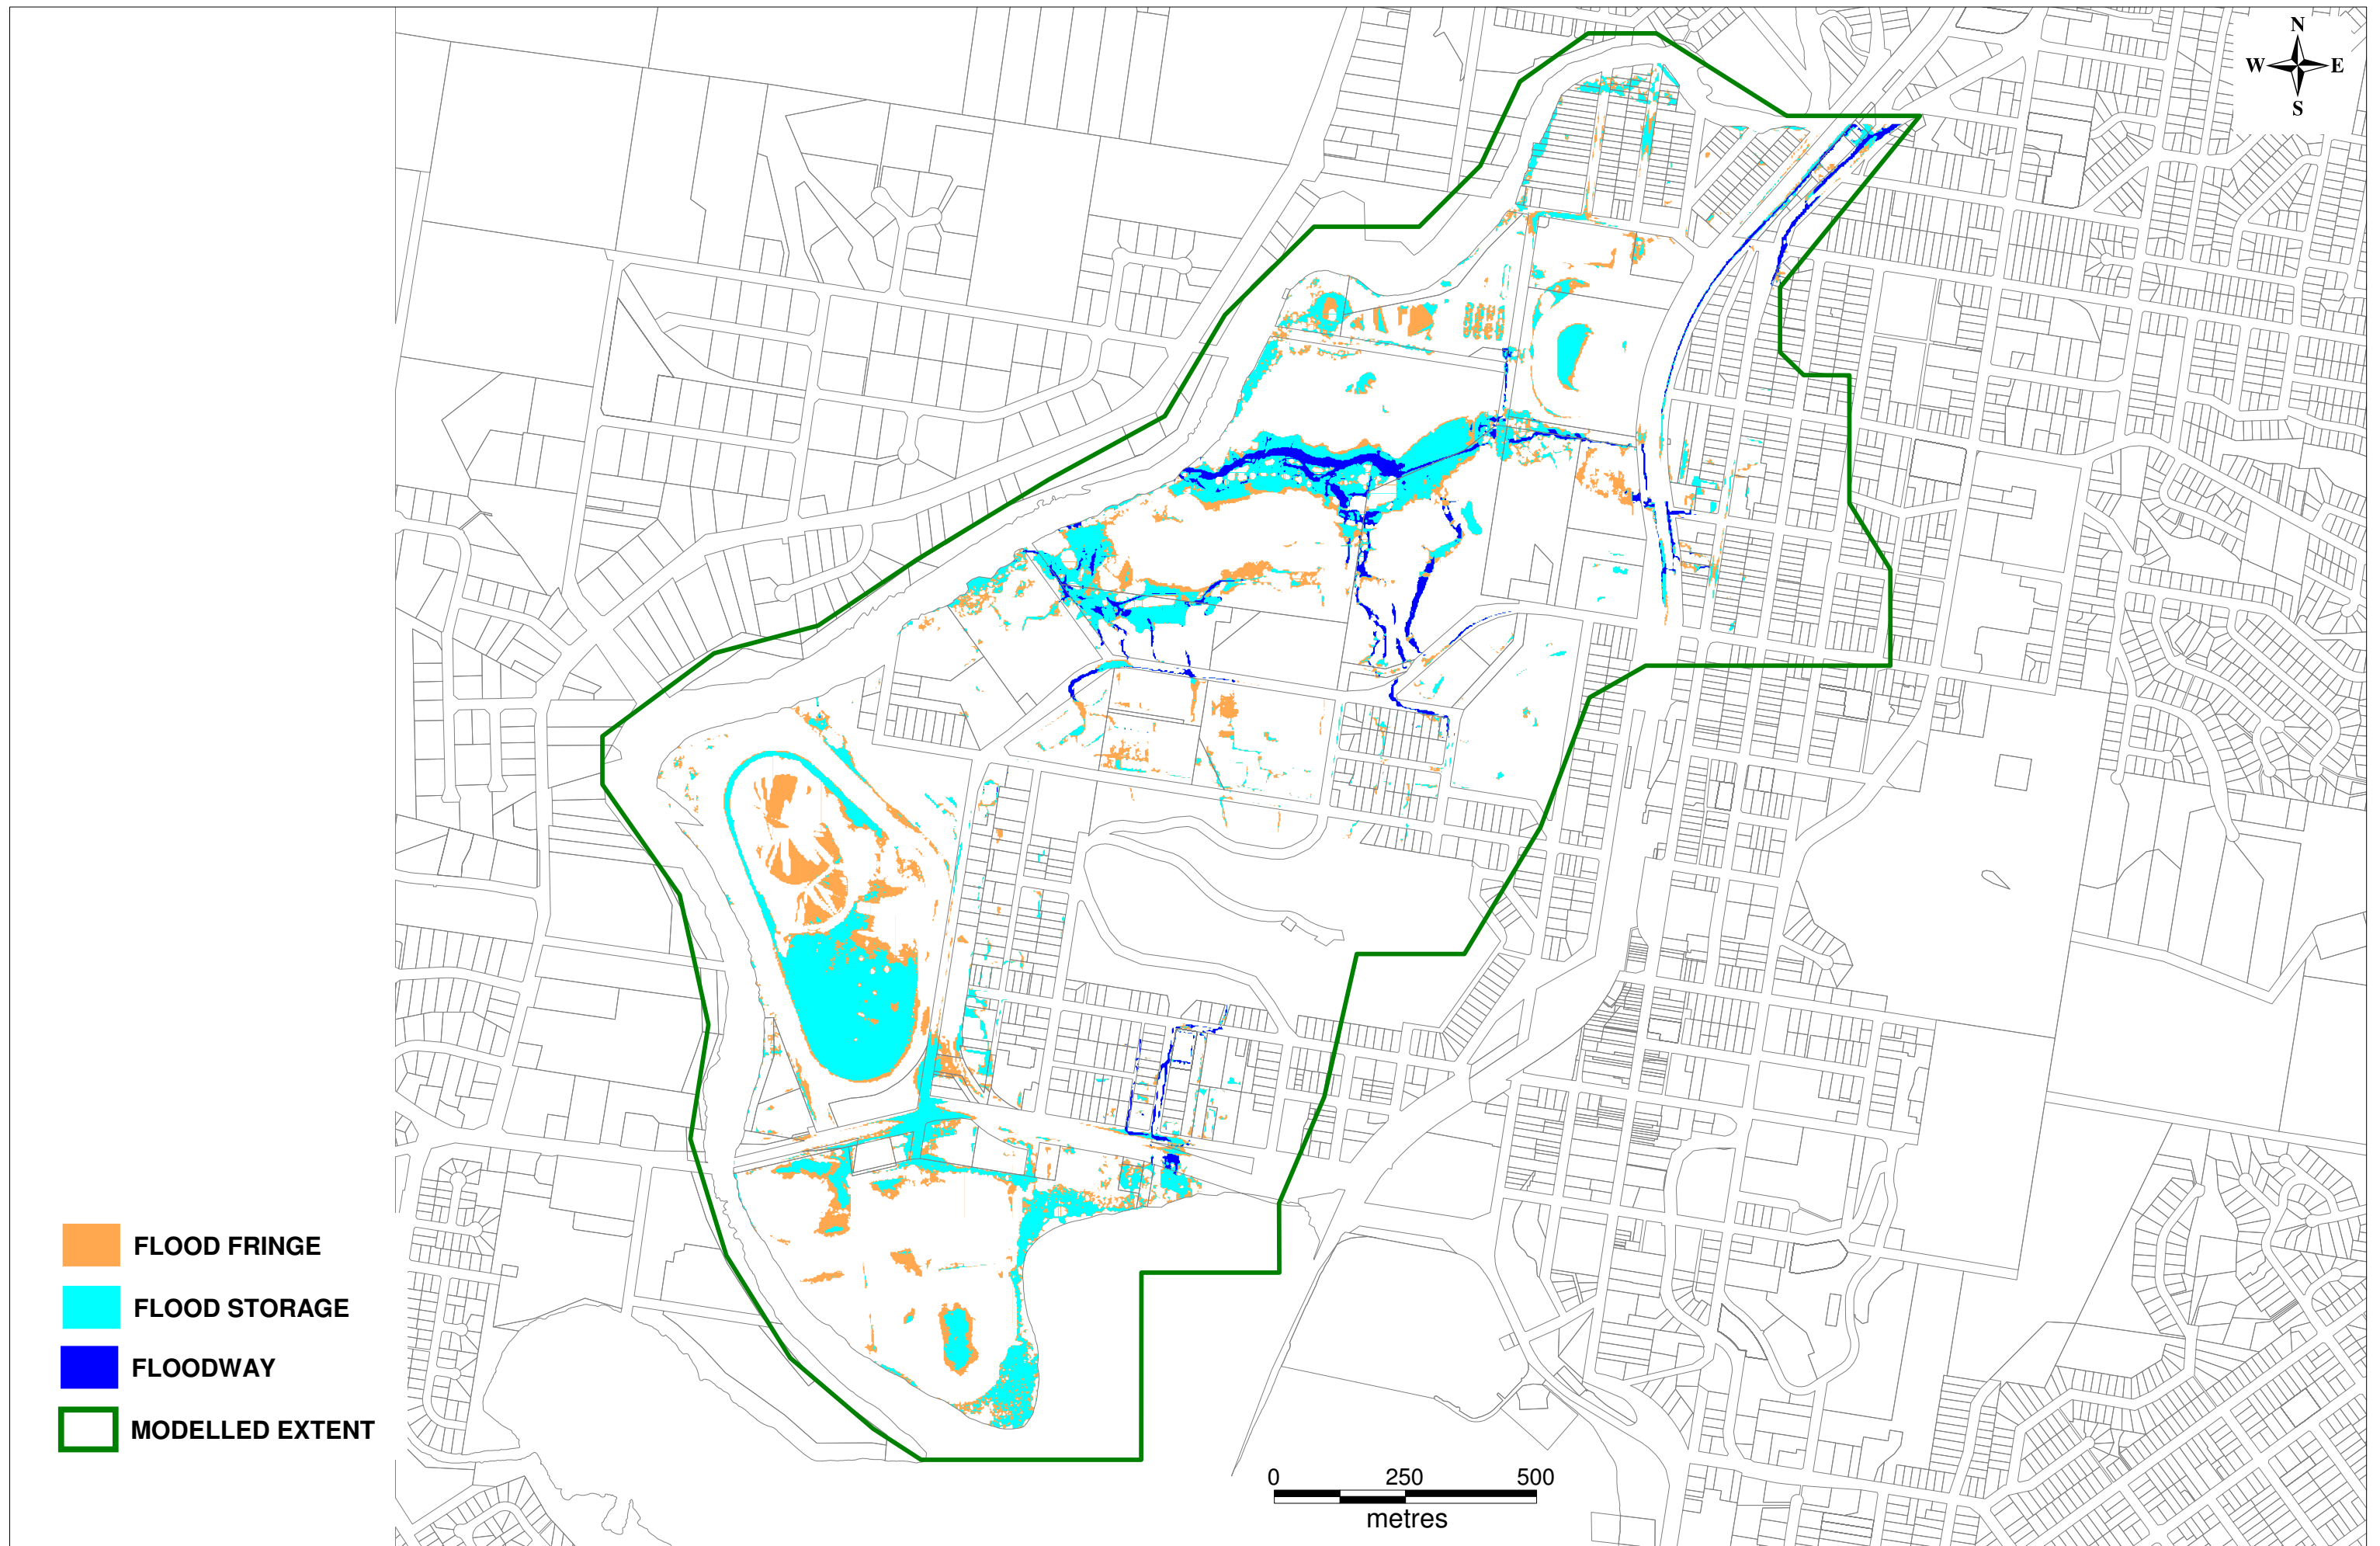 N
W E
S
FLOOD FRINGE
FLOOD STORAGE
FLOODWAY
MODELLED EXTENT
0 250 500
metres